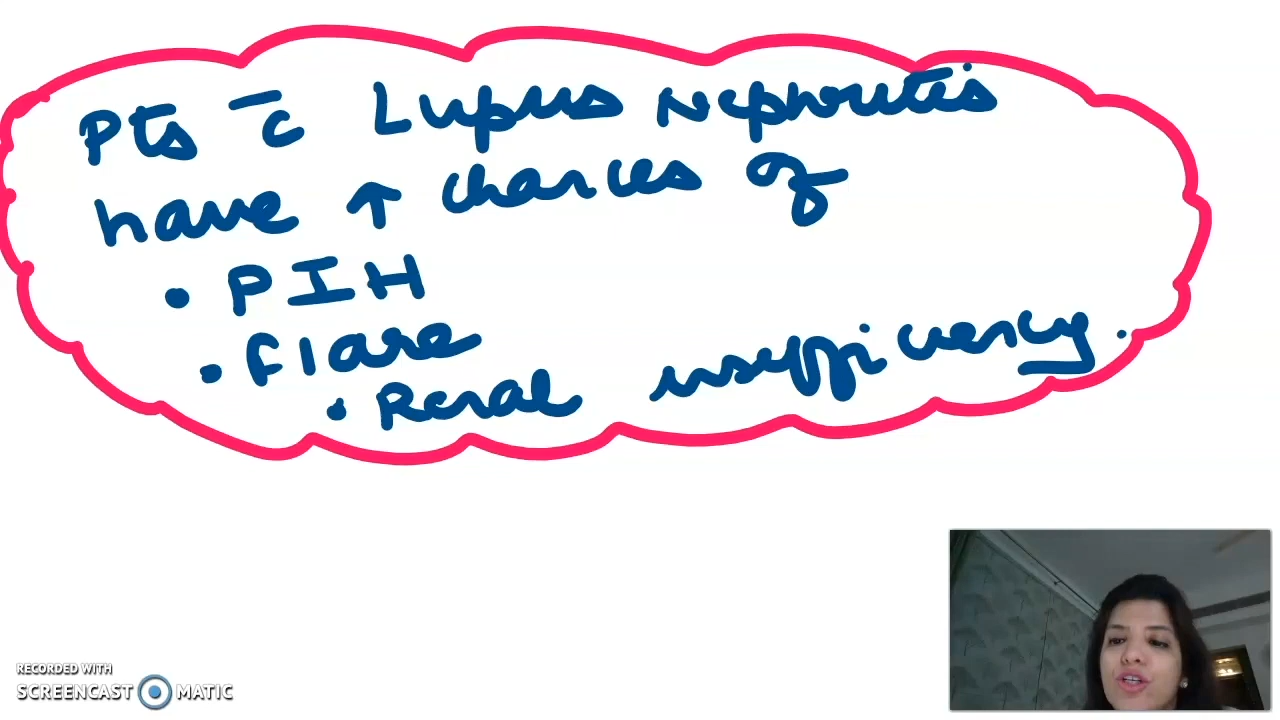 Pts c̄ Lupus Nephritis
have ↑ chances of
• PIH
• Flare
• Renal insufficiency.
RECORDED WITH
SCREENCAST MATIC